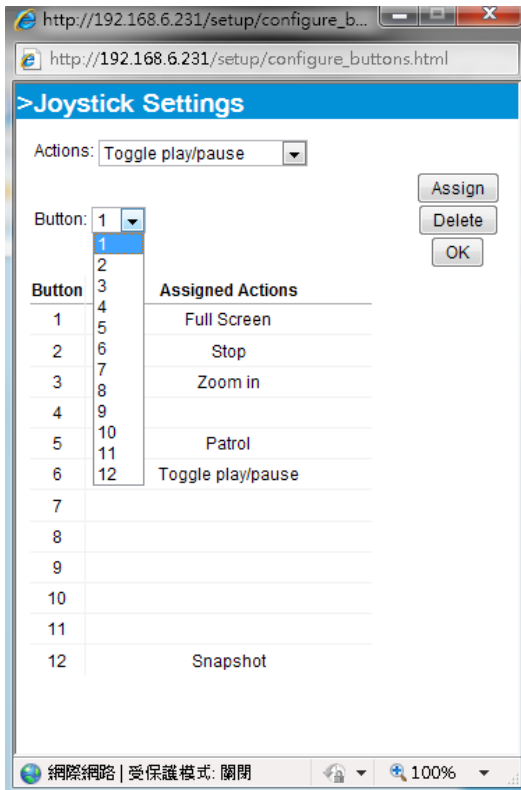 http://192.168.6.231/setup/configure_b...
http://192.168.6.231/setup/configure_buttons.html
>Joystick Settings
Actions: Toggle play/pause
Assign
Button: 1
Delete
OK
1
2
3
4
5
6
7
8
9
10
11
12
Button Assigned Actions
1 Full Screen
2 Stop
3 Zoom in
4
5 Patrol
6 Toggle play/pause
7
8
9
10
11
12 Snapshot
網際網路 | 受保護模式: 關閉 100%